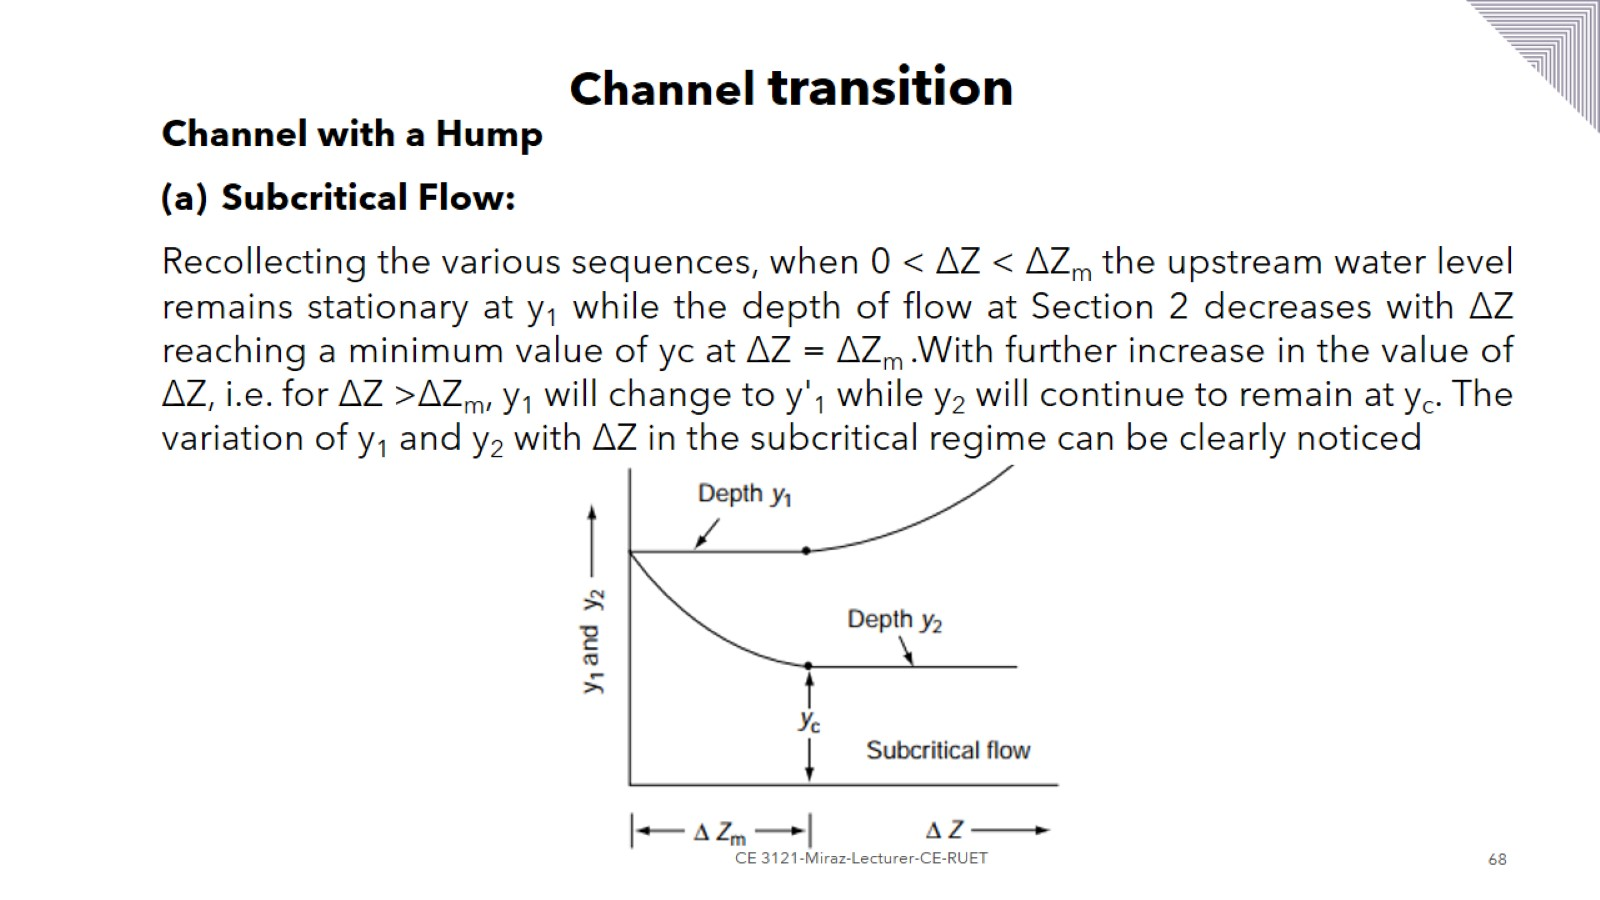 Channel transition
Channel with a Hump
(a) Subcritical Flow:
Recollecting the various sequences, when 0 < ΔZ < ΔZm the upstream water level
remains stationary at y1 while the depth of flow at Section 2 decreases with ΔZ
reaching a minimum value of yc at ΔZ = ΔZm .With further increase in the value of
ΔZ, i.e. for ΔZ >ΔZm, y1 will change to y'1 while y2 will continue to remain at yc. The
variation of y1 and y2 with ΔZ in the subcritical regime can be clearly noticed
Depth y1
y1 and y2
Depth y2
yc
Subcritical flow
Δ Zm
Δ Z
CE 3121-Miraz-Lecturer-CE-RUET
68